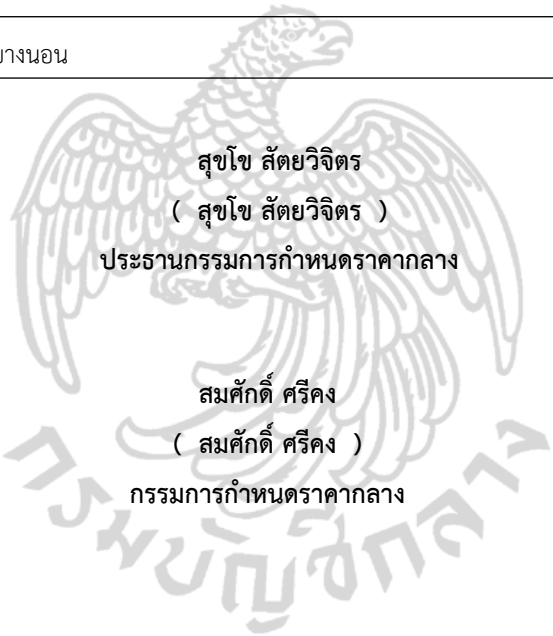 บางนอน
สุขโข สัตยวิจิตร
( สุขโข สัตยวิจิตร )
ประธานกรรมการกำหนดราคากลาง
สมศักดิ์ ศรีคง
( สมศักดิ์ ศรีคง )
กรรมการกำหนดราคากลาง
กรมบัญชีกลาง